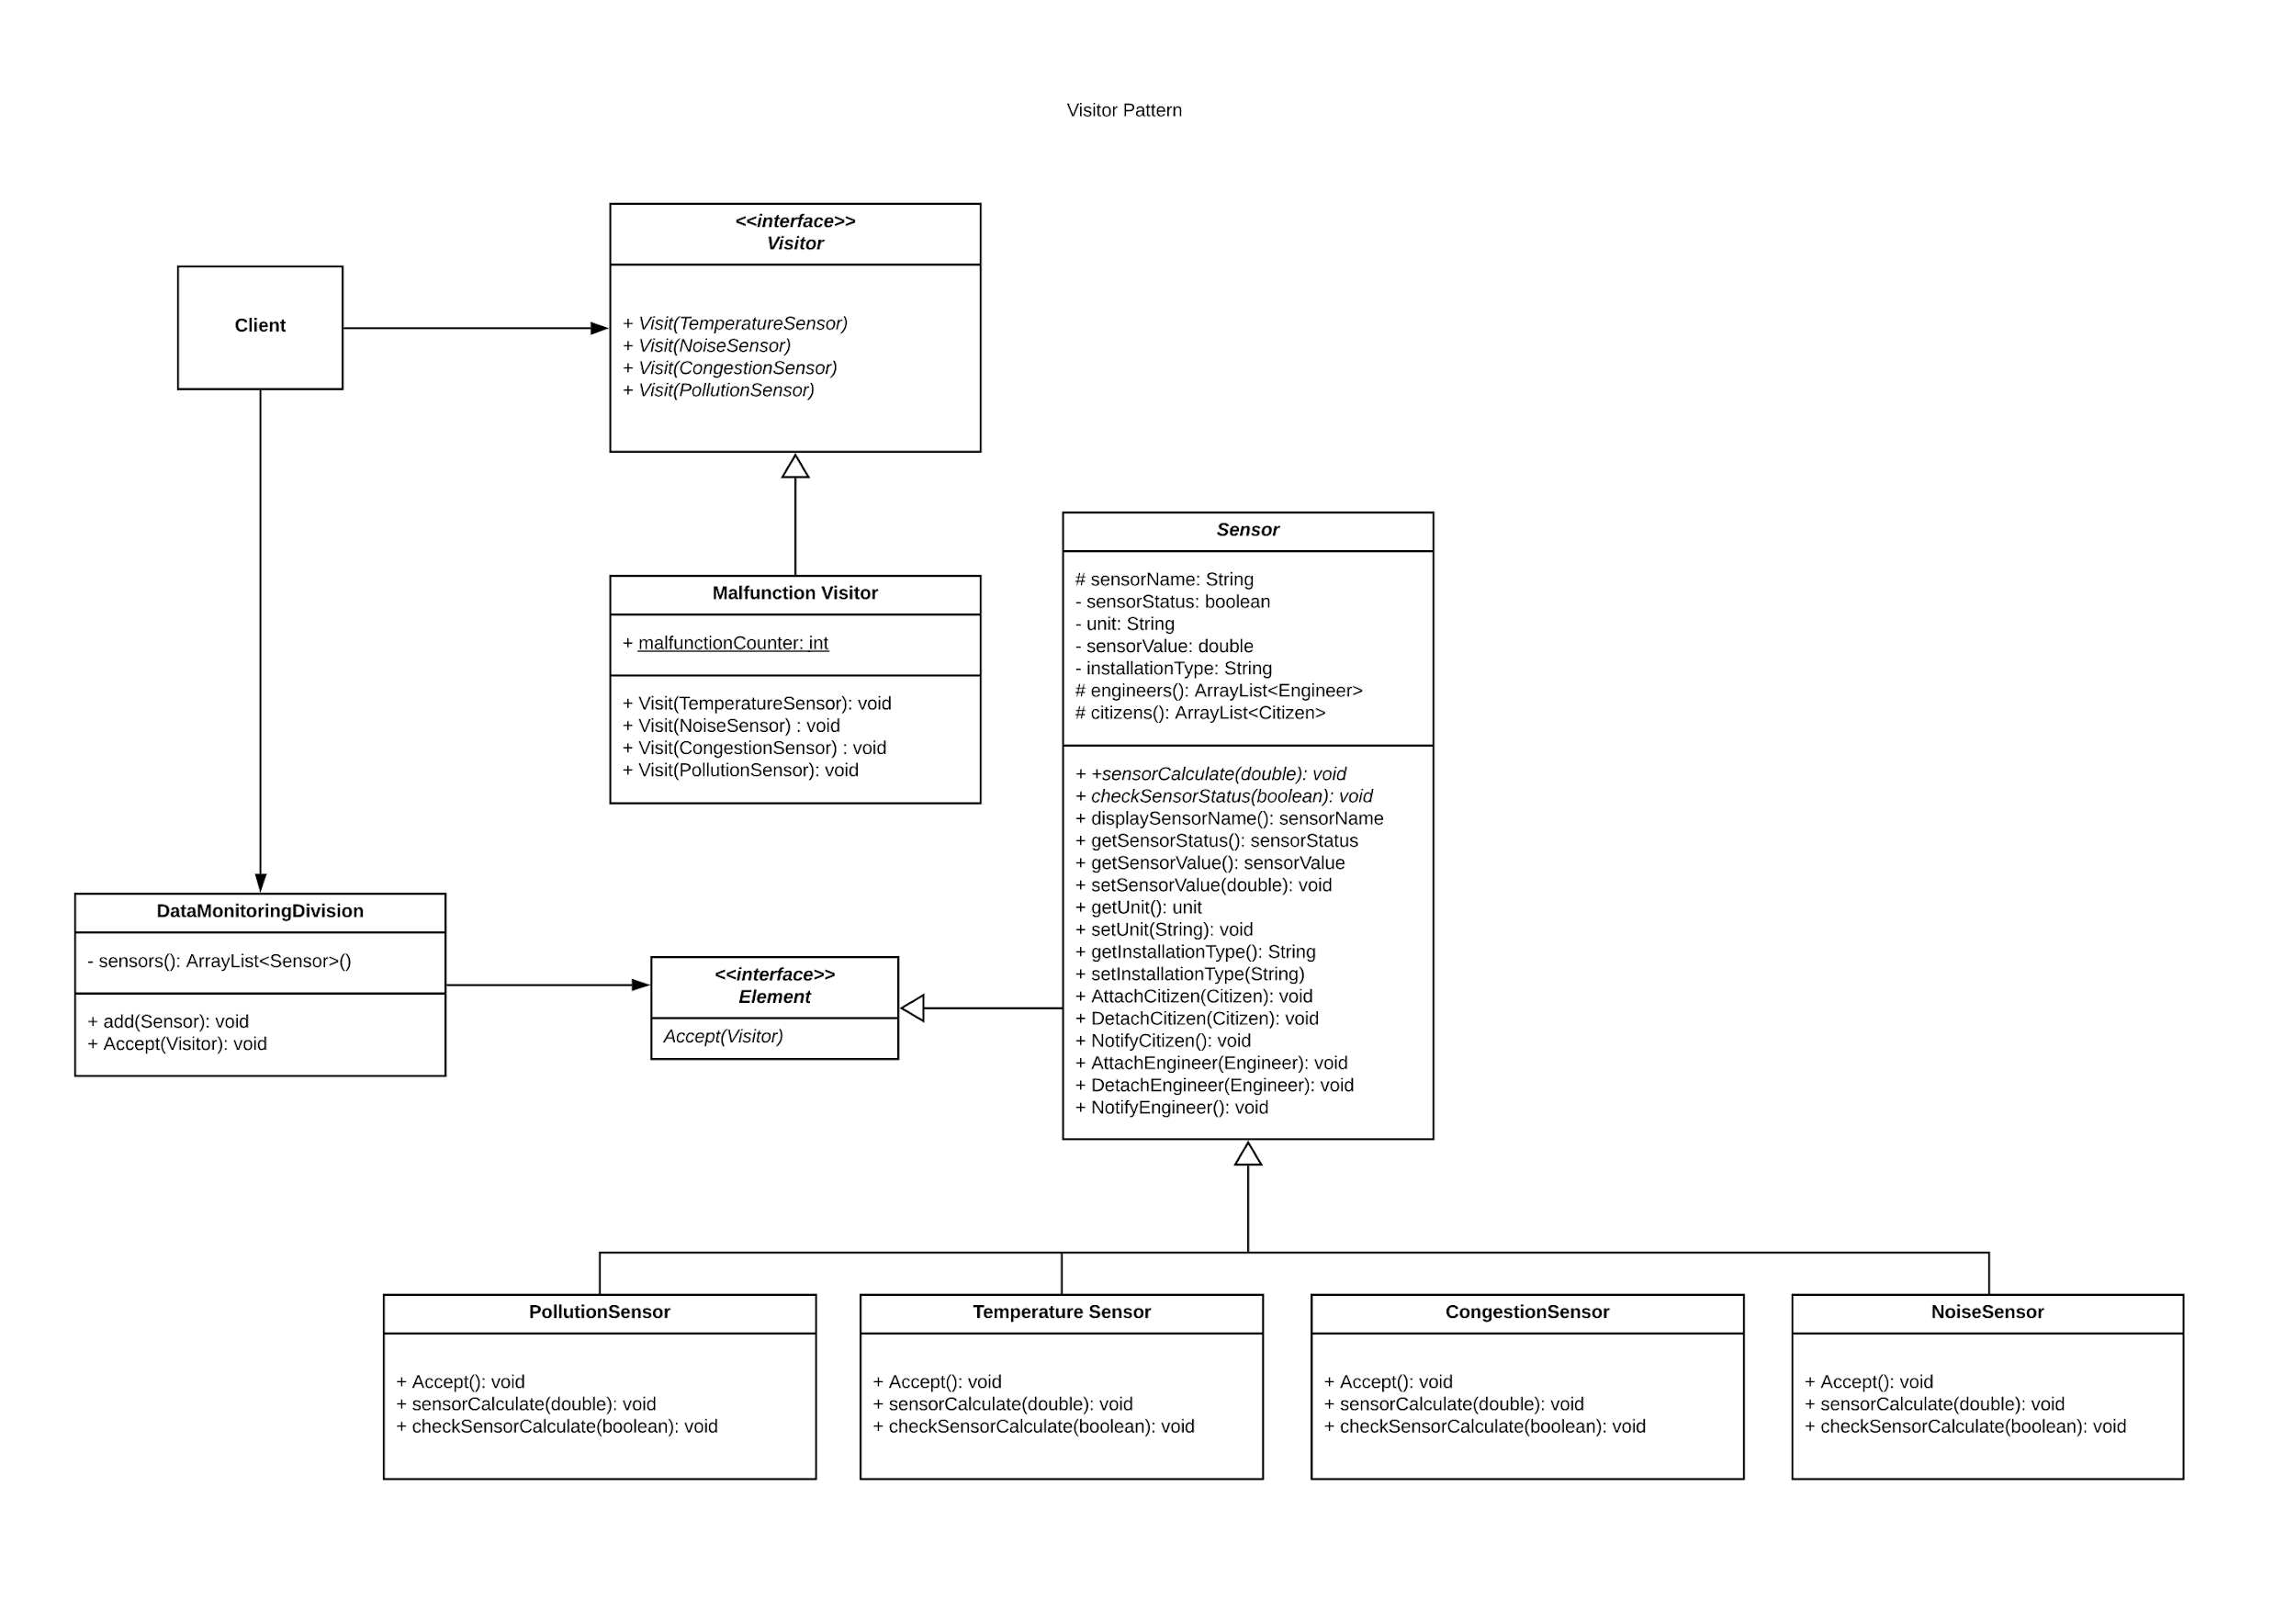 Visitor Pattern
<<interface>>
Visitor
+ Visit(TemperatureSensor)
+ Visit(NoiseSensor)
+ Visit(CongestionSensor)
+ Visit(PollutionSensor)
Client
Malfunction Visitor
+ malfunctionCounter: int
+ Visit(TemperatureSensor): void
+ Visit(NoiseSensor) : void
+ Visit(CongestionSensor) : void
+ Visit(PollutionSensor): void
Sensor
# sensorName: String
- sensorStatus: boolean
- unit: String
- sensorValue: double
- installationType: String
# engineers(): ArrayList<Engineer>
# citizens(): ArrayList<Citizen>
+ +sensorCalculate(double): void
+ checkSensorStatus(boolean): void
+ displaySensorName(): sensorName
+ getSensorStatus(): sensorStatus
+ getSensorValue(): sensorValue
+ setSensorValue(double): void
+ getUnit(): unit
+ setUnit(String): void
+ getInstallationType(): String
+ setInstallationType(String)
+ AttachCitizen(Citizen): void
+ DetachCitizen(Citizen): void
+ NotifyCitizen(): void
+ AttachEngineer(Engineer): void
+ DetachEngineer(Engineer): void
+ NotifyEngineer(): void
DataMonitoringDivision
- sensors(): ArrayList<Sensor>()
+ add(Sensor): void
+ Accept(Visitor): void
<<interface>>
Element
Accept(Visitor)
PollutionSensor
+ Accept(): void
+ sensorCalculate(double): void
+ checkSensorCalculate(boolean): void
Temperature Sensor
+ Accept(): void
+ sensorCalculate(double): void
+ checkSensorCalculate(boolean): void
CongestionSensor
+ Accept(): void
+ sensorCalculate(double): void
+ checkSensorCalculate(boolean): void
NoiseSensor
+ Accept(): void
+ sensorCalculate(double): void
+ checkSensorCalculate(boolean): void